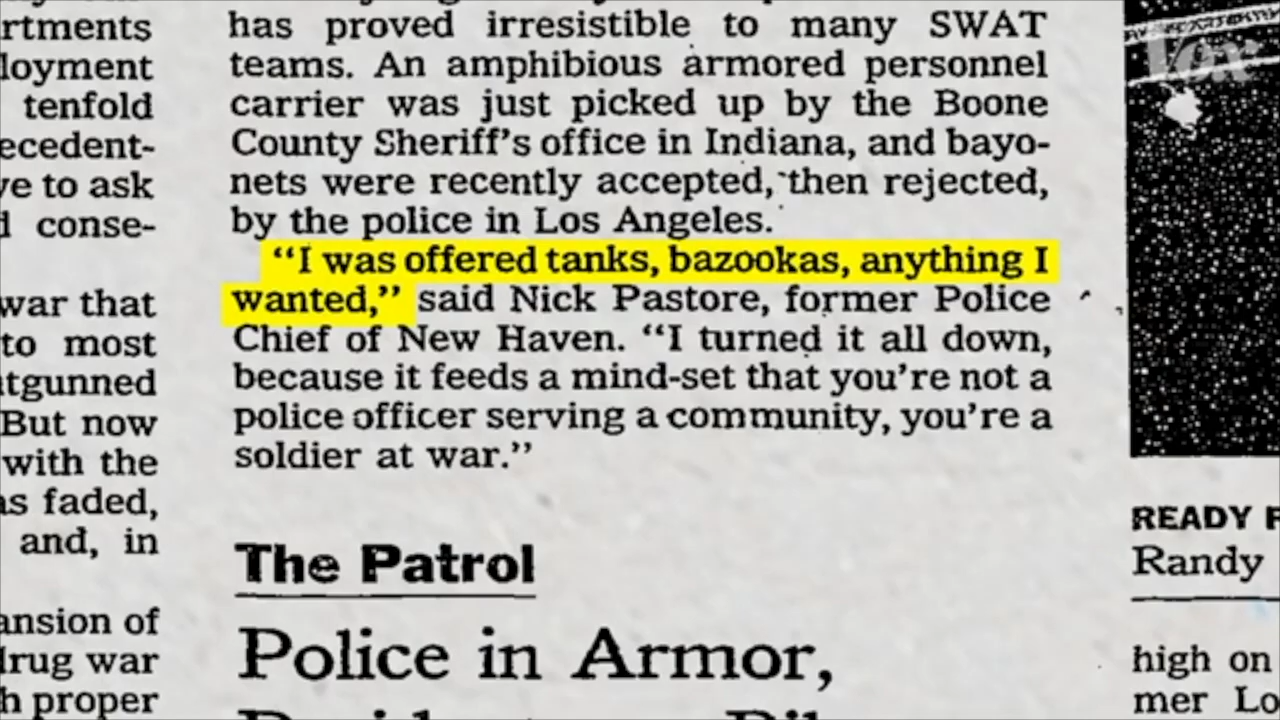 rtments
loyment
tenfold
ecedent-
ve to ask
d conse-
war that
to most
tgunned
But now
with the
as faded,
and, in
ansion of
drug war
h proper
has proved irresistible to many SWAT
teams. An amphibious armored personnel
carrier was just picked up by the Boone
County Sheriff's office in Indiana, and bayo-
nets were recently accepted, then rejected,
by the police in Los Angeles.
"I was offered tanks, bazookas, anything I
wanted," said Nick Pastore, former Police
Chief of New Haven. "I turned it all down,
because it feeds a mind-set that you're not a
police officer serving a community, you're a
soldier at war."
The Patrol
Police in Armor,
Vox
READY F
Randy
high on
mer Lo